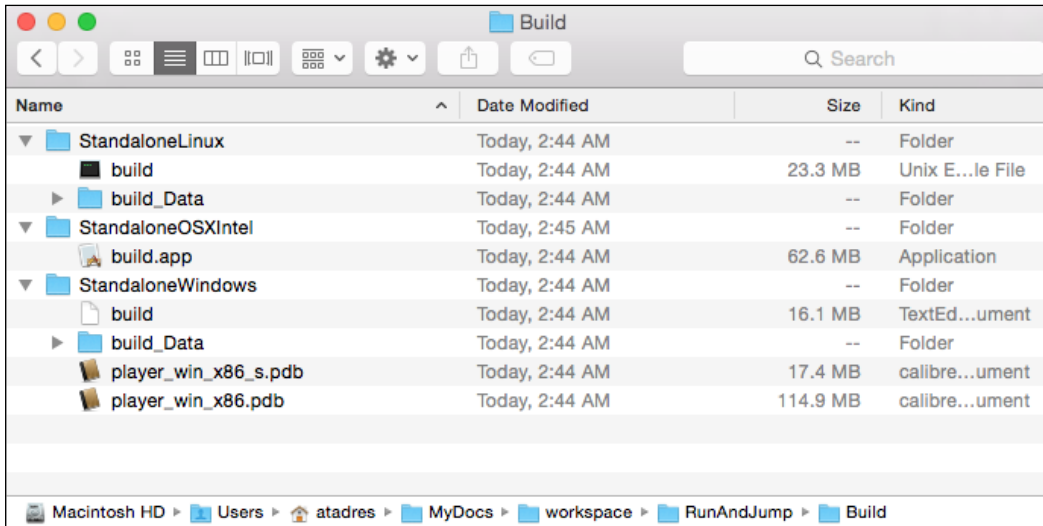 Build
Search
Name Date Modified Size Kind
StandaloneLinux Today, 2:44 AM -- Folder
build Today, 2:44 AM 23.3 MB Unix E...le File
build_Data Today, 2:44 AM -- Folder
StandaloneOSXIntel Today, 2:45 AM -- Folder
build.app Today, 2:44 AM 62.6 MB Application
StandaloneWindows Today, 2:44 AM -- Folder
build Today, 2:44 AM 16.1 MB TextEd...ument
build_Data Today, 2:44 AM -- Folder
player_win_x86_s.pdb Today, 2:44 AM 17.4 MB calibre...ument
player_win_x86.pdb Today, 2:44 AM 114.9 MB calibre...ument
Macintosh HD Users atadres MyDocs workspace RunAndJump Build